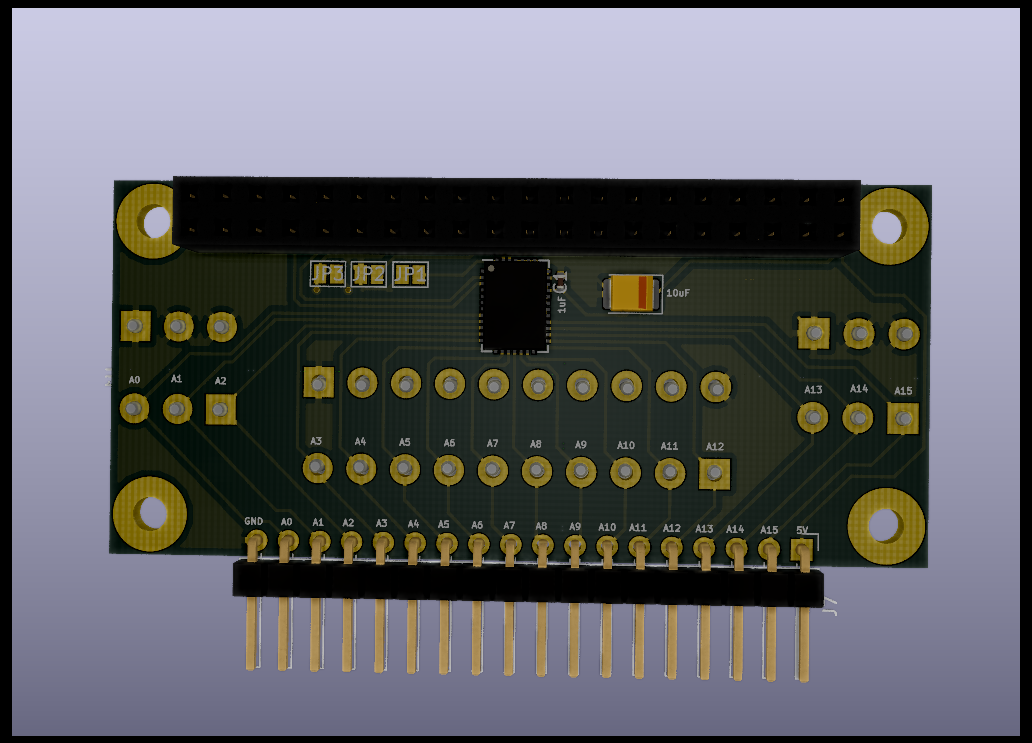 JP3 JP2 JP1
1uF
10uF
A0 A1 A2
A13 A14 A15
A3 A4 A5 A6 A7 A8 A9 A10 A11 A12
GND A0 A1 A2 A3 A4 A5 A6 A7 A8 A9 A10 A11 A12 A13 A14 A15 5V
J7